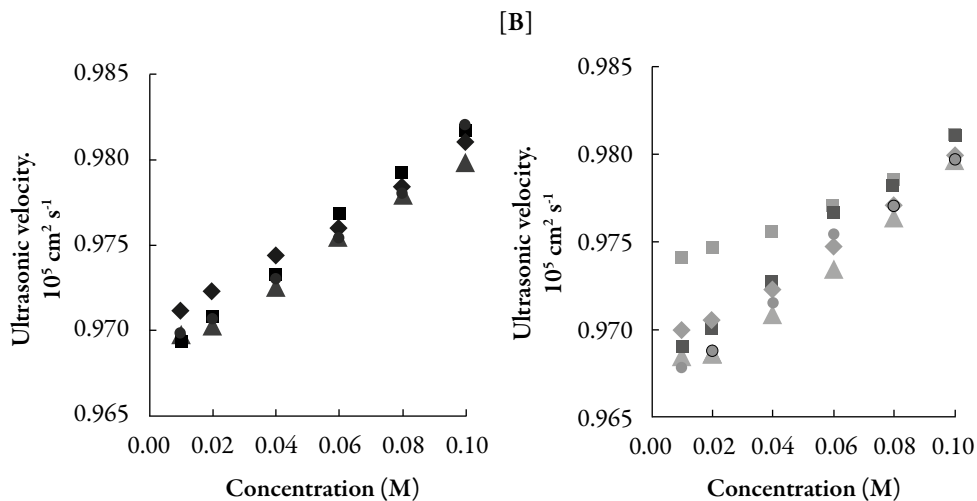 [B]
Ultrasonic velocity.
10⁵ cm² s⁻¹
0.985
0.980
0.975
0.970
0.965
0.00 0.02 0.04 0.06 0.08 0.10
Concentration (M)
Ultrasonic velocity.
10⁵ cm² s⁻¹
0.985
0.980
0.975
0.970
0.965
0.00 0.02 0.04 0.06 0.08 0.10
Concentration (M)